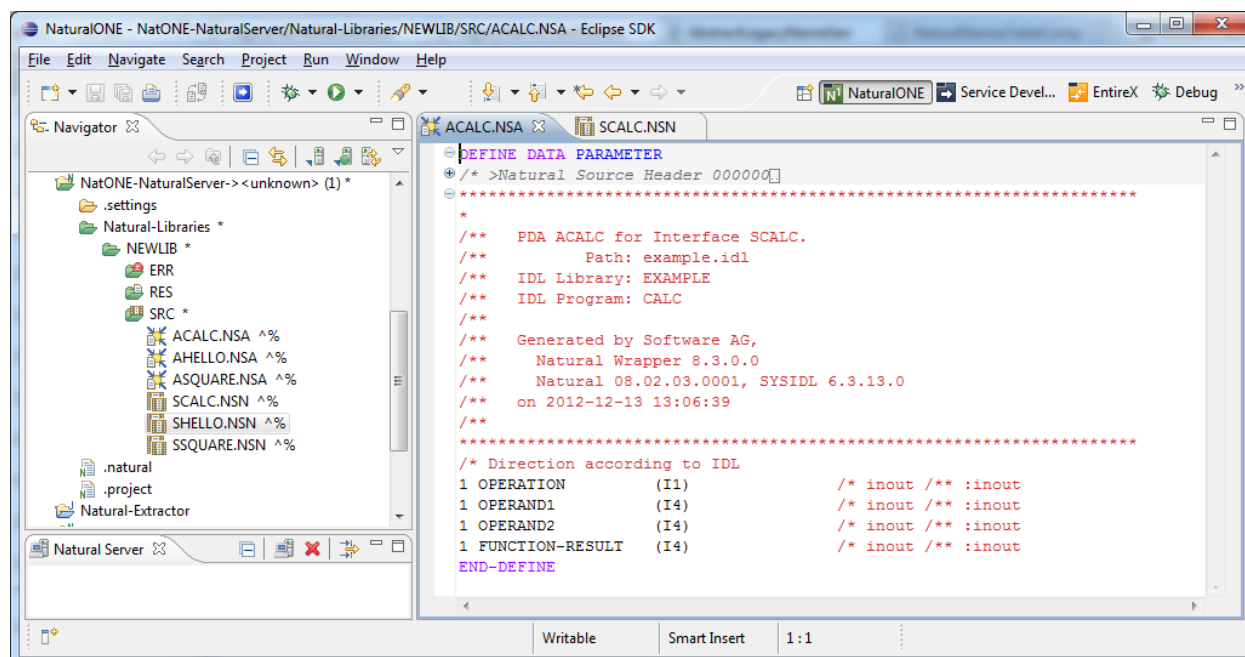 NaturalONE - NatONE-NaturalServer/Natural-Libraries/NEWLIB/SRC/ACALC.NSA - Eclipse SDK
File Edit Navigate Search Project Run Window Help
NaturalONE Service Devel... EntireX Debug »
Navigator
NatONE-NaturalServer-><unknown> (1) *
.settings
Natural-Libraries *
NEWLIB *
ERR
RES
SRC *
ACALC.NSA ^%
AHELLO.NSA ^%
ASQUARE.NSA ^%
SCALC.NSN ^%
SHELLO.NSN ^%
SSQUARE.NSN ^%
.natural
.project
Natural-Extractor
Natural Server
ACALC.NSA SCALC.NSN
DEFINE DATA PARAMETER
/* >Natural Source Header 000000
***********************************************************************
*
/** PDA ACALC for Interface SCALC.
/** Path: example.idl
/** IDL Library: EXAMPLE
/** IDL Program: CALC
/**
/** Generated by Software AG,
/** Natural Wrapper 8.3.0.0
/** Natural 08.02.03.0001, SYSIDL 6.3.13.0
/** on 2012-12-13 13:06:39
/**
***********************************************************************
/* Direction according to IDL
1 OPERATION (I1) /* inout /** :inout
1 OPERAND1 (I4) /* inout /** :inout
1 OPERAND2 (I4) /* inout /** :inout
1 FUNCTION-RESULT (I4) /* inout /** :inout
END-DEFINE
Writable Smart Insert 1:1